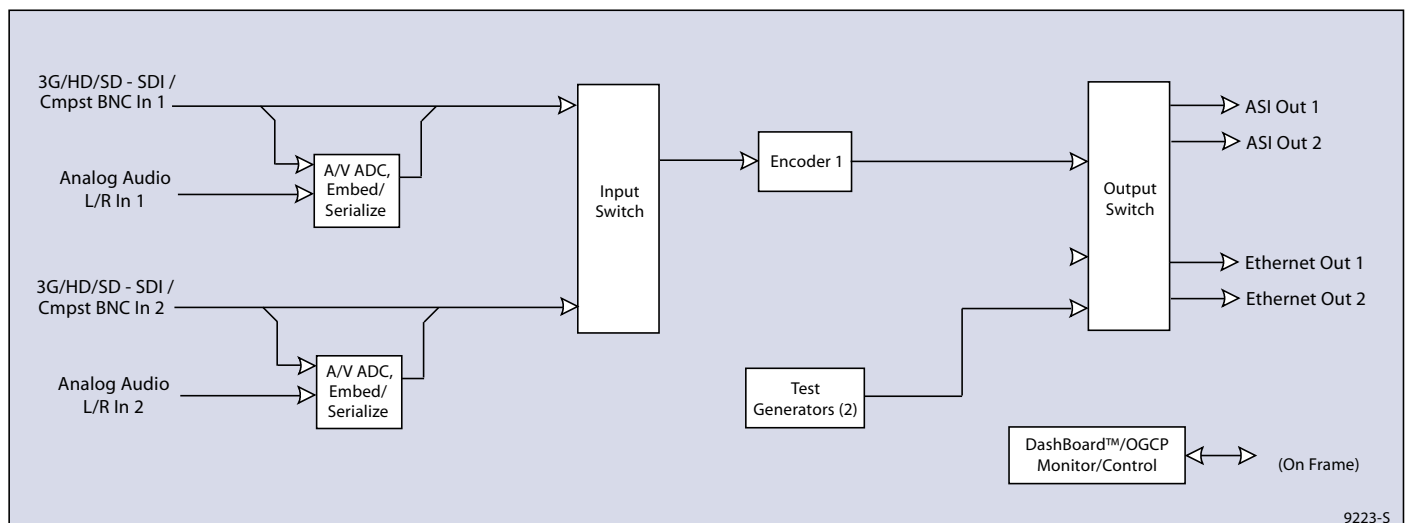 3G/HD/SD - SDI /
Cmpst BNC In 1
Analog Audio
L/R In 1
A/V ADC,
Embed/
Serialize
3G/HD/SD - SDI /
Cmpst BNC In 2
Analog Audio
L/R In 2
A/V ADC,
Embed/
Serialize
Input
Switch
Encoder 1
Test
Generators (2)
Output
Switch
ASI Out 1
ASI Out 2
Ethernet Out 1
Ethernet Out 2
DashBoard™/OGCP
Monitor/Control
(On Frame)
9223-S